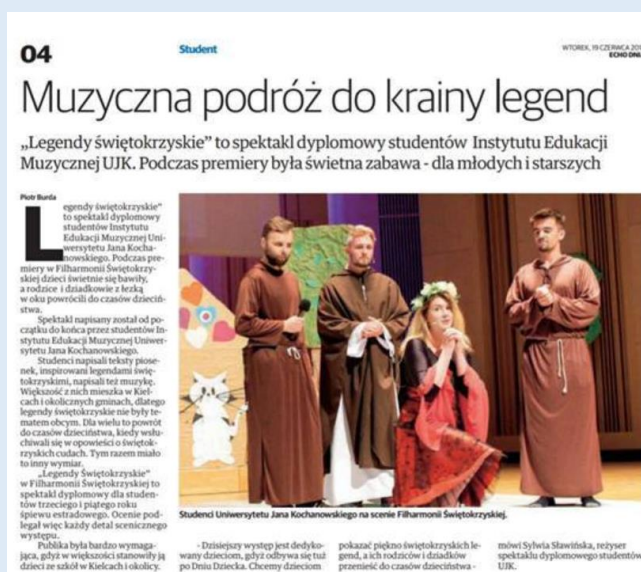 04
Student
WTOREK, 19 CZERWCA
ECHO
Muzyczna podróż do krainy legend
„Legendy świętokrzyskie” to spektakl dyplomowy studentów Instytutu Edukacji
Muzycznej UJK. Podczas premiery była świetna zabawa - dla młodych i starszych
Piotr Burda
Legendy świętokrzyskie”
to spektakl dyplomowy
studentów Instytutu
Edukacji Muzycznej Uni-
wersytetu Jana Kocha-
nowskiego. Podczas pre-
miery w Filharmonii Świętokrzy-
skiej dzieci świetnie się bawiły,
a rodzice i dziadkowie z łezką
w oku powrócili do czasów dzieciń-
stwa.
Spektakl napisany został od po-
czątku do końca przez studentów In-
stytutu Edukacji Muzycznej Uniwer-
sytetu Jana Kochanowskiego.
Studenci napisali teksty piose-
nek, inspirowani legendami świę-
tokrzyskimi, napisali też muzykę.
Większość z nich mieszka w Kiel-
cach i okolicznych gminach, dlatego
legendy świętokrzyskie nie były te-
matem obcym. Dla wielu to powrót
do czasów dzieciństwa, kiedy wsłu-
chiwali się w opowieści o świętok-
rzyskich cudach. Tym razem miało
to inny wymiar.
„Legendy Świętokrzyskie”
w Filharmonii Świętokrzyskiej to
spektakl dyplomowy dla studen-
tów trzeciego i piątego roku
śpiewu estradowego. Ocenie pod-
legał więc każdy detal scenicznego
występu.
Publika była bardzo wymaga-
jąca, gdyż w większości stanowiły ją
dzieci ze szkół w Kielcach i okolicy.
Studenci Uniwersytetu Jana Kochanowskiego na scenie Filharmonii Świętokrzyskiej.
- Dzisiejszy występ jest dedyko-
wany dzieciom, gdyż odbywa się tuż
po Dniu Dziecka. Chcemy dzieciom
pokazać piękno świętokrzyskich le-
gend, a ich rodziców i dziadków
przenieść do czasów dzieciństwa -
mówi Sylwia Sławińska, reżyser
spektaklu dyplomowego studentów
UJK.